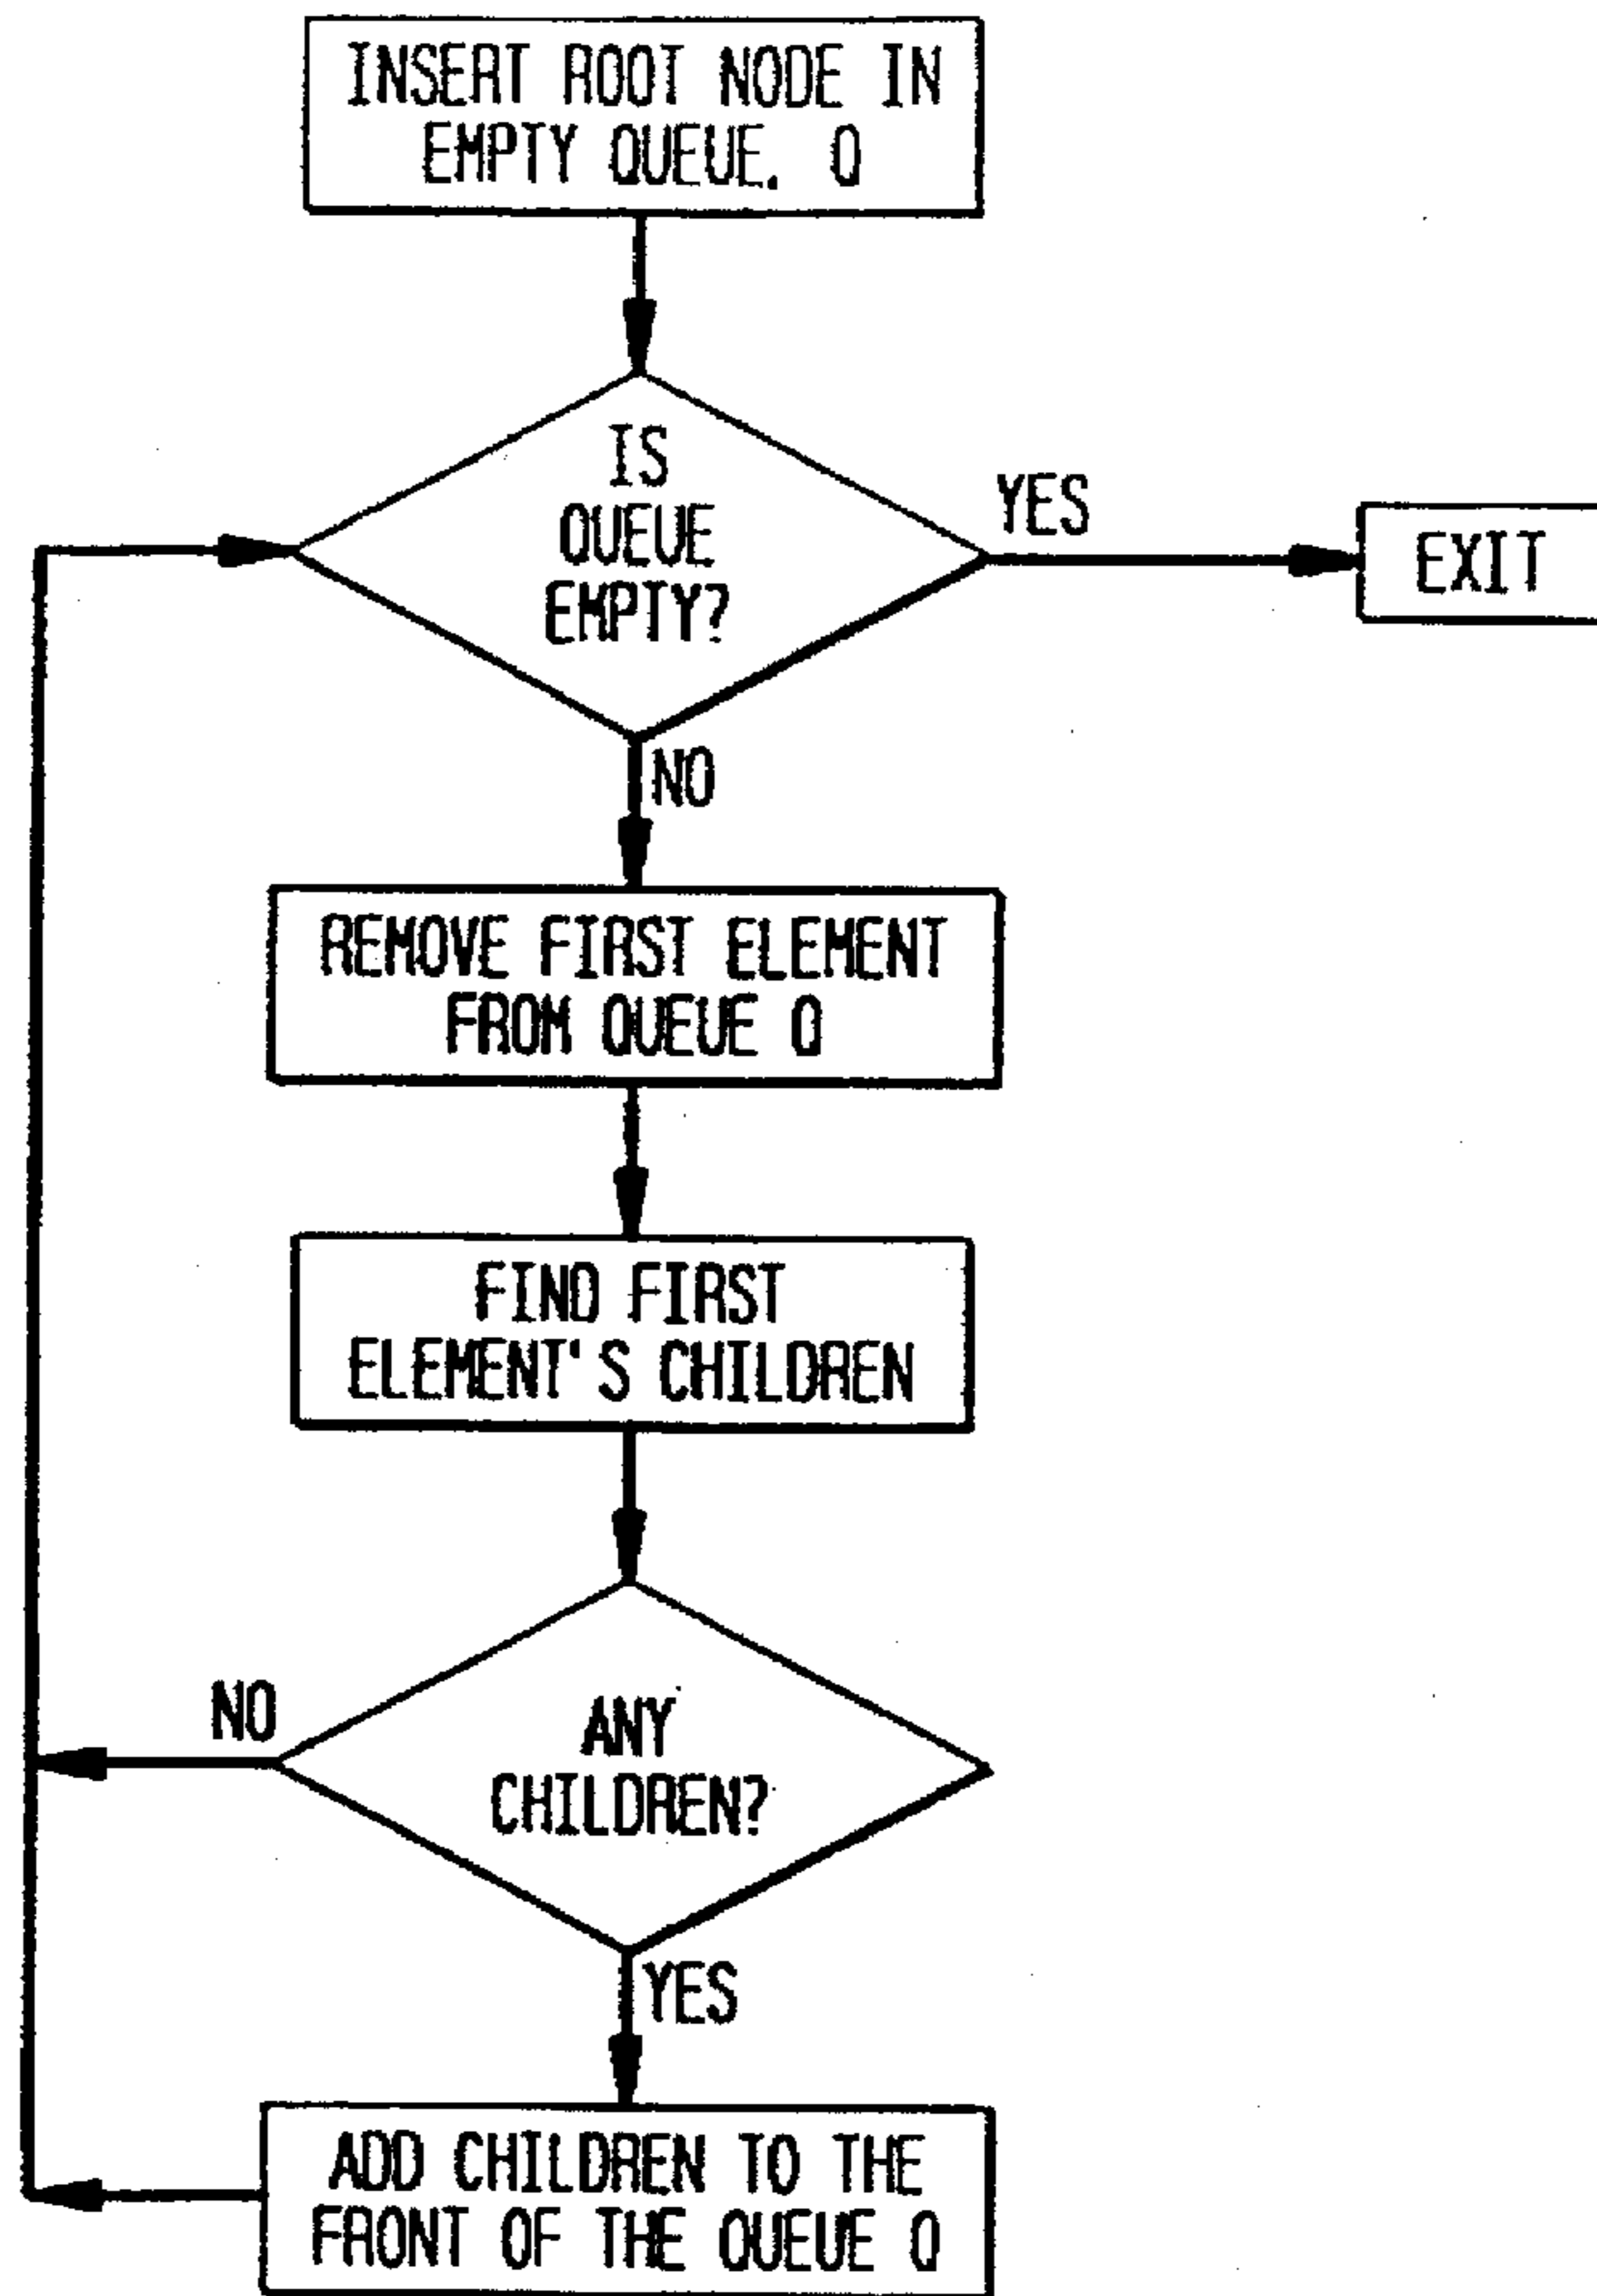 INSERT ROOT NODE IN
EMPTY QUEUE. Q
IS
QUEUE
EMPTY?
YES
EXIT
NO
REMOVE FIRST ELEMENT
FROM QUEUE Q
FIND FIRST
ELEMENT'S CHILDREN
NO
ANY
CHILDREN?
YES
ADD CHILDREN TO THE
FRONT OF THE QUEUE Q